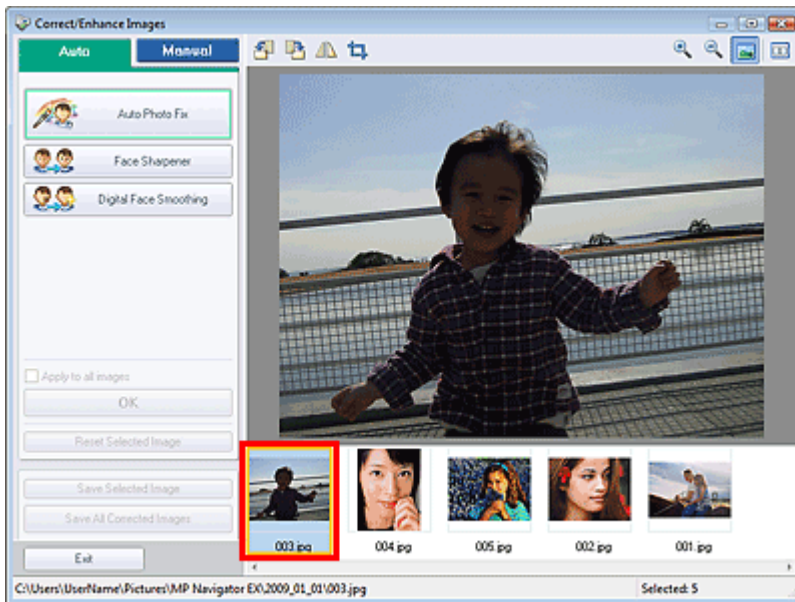 Correct/Enhance Images
Auto
Manual
Auto Photo Fix
Face Sharpener
Digital Face Smoothing
Apply to all images
OK
Reset Selected Image
Save Selected Image
Save All Corrected Images
Exit
003.jpg
004.jpg
005.jpg
002.jpg
001.jpg
C:\Users\UserName\Pictures\MP Navigator EX\2009_01_01\003.jpg
Selected: 5